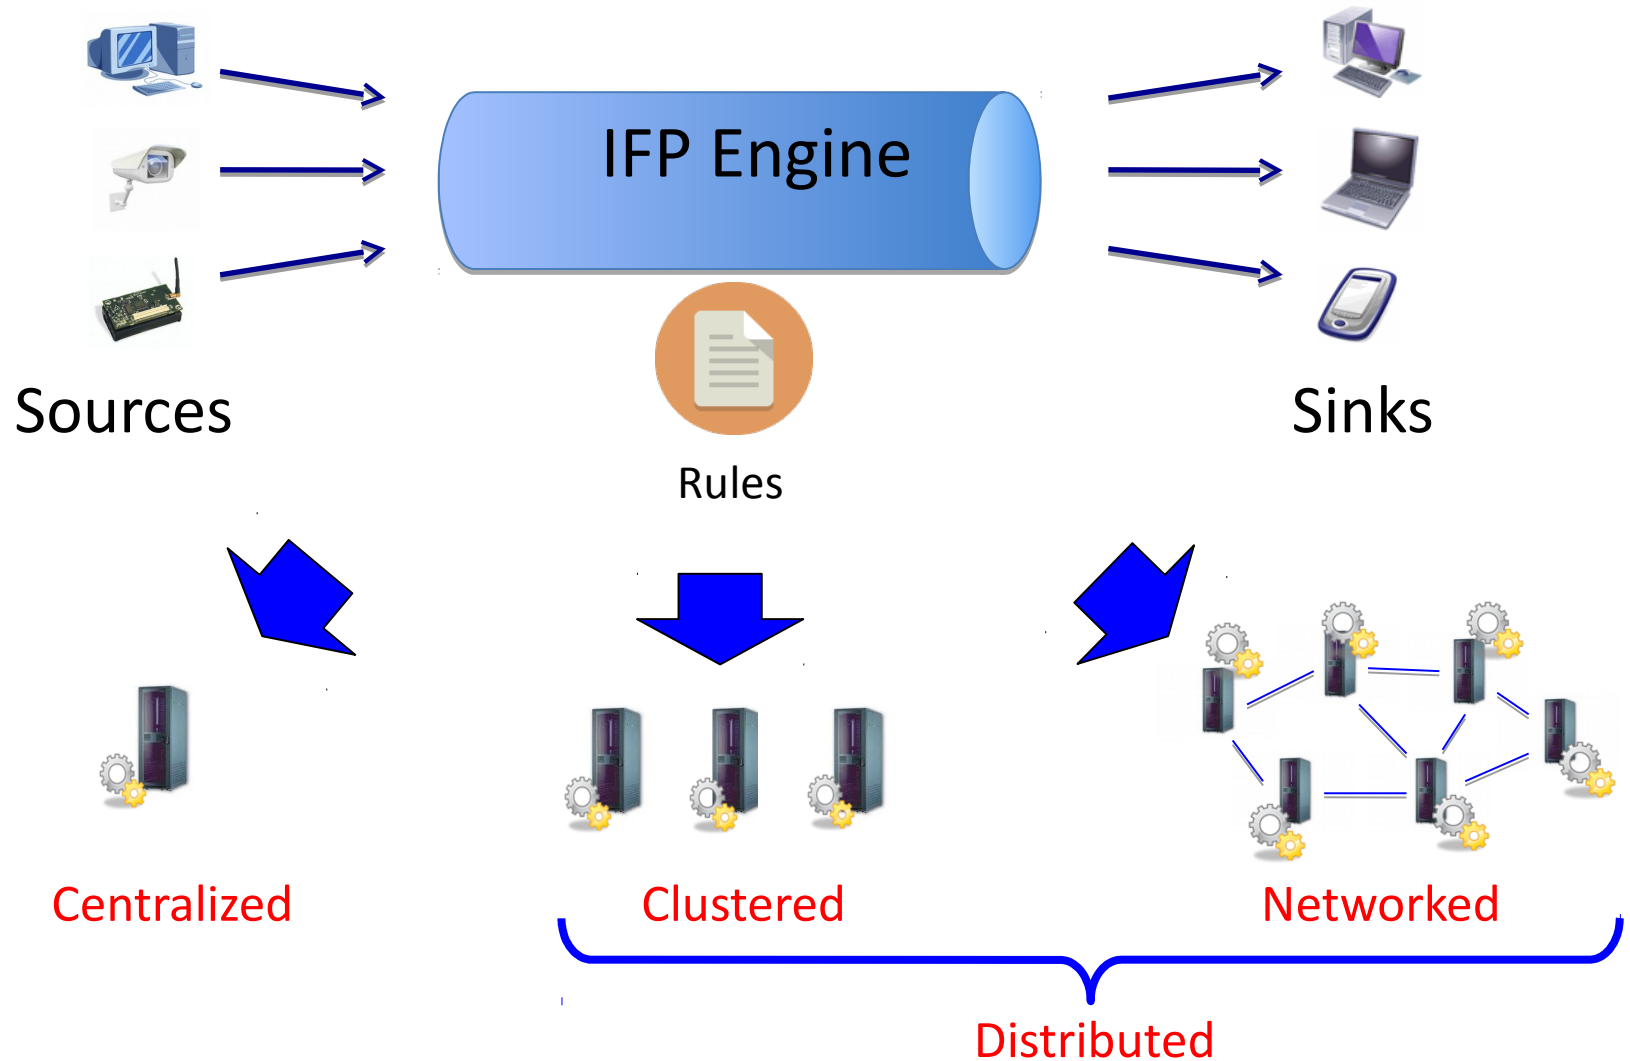 IFP Engine
Sources
Sinks
Rules
Centralized
Clustered
Networked
Distributed